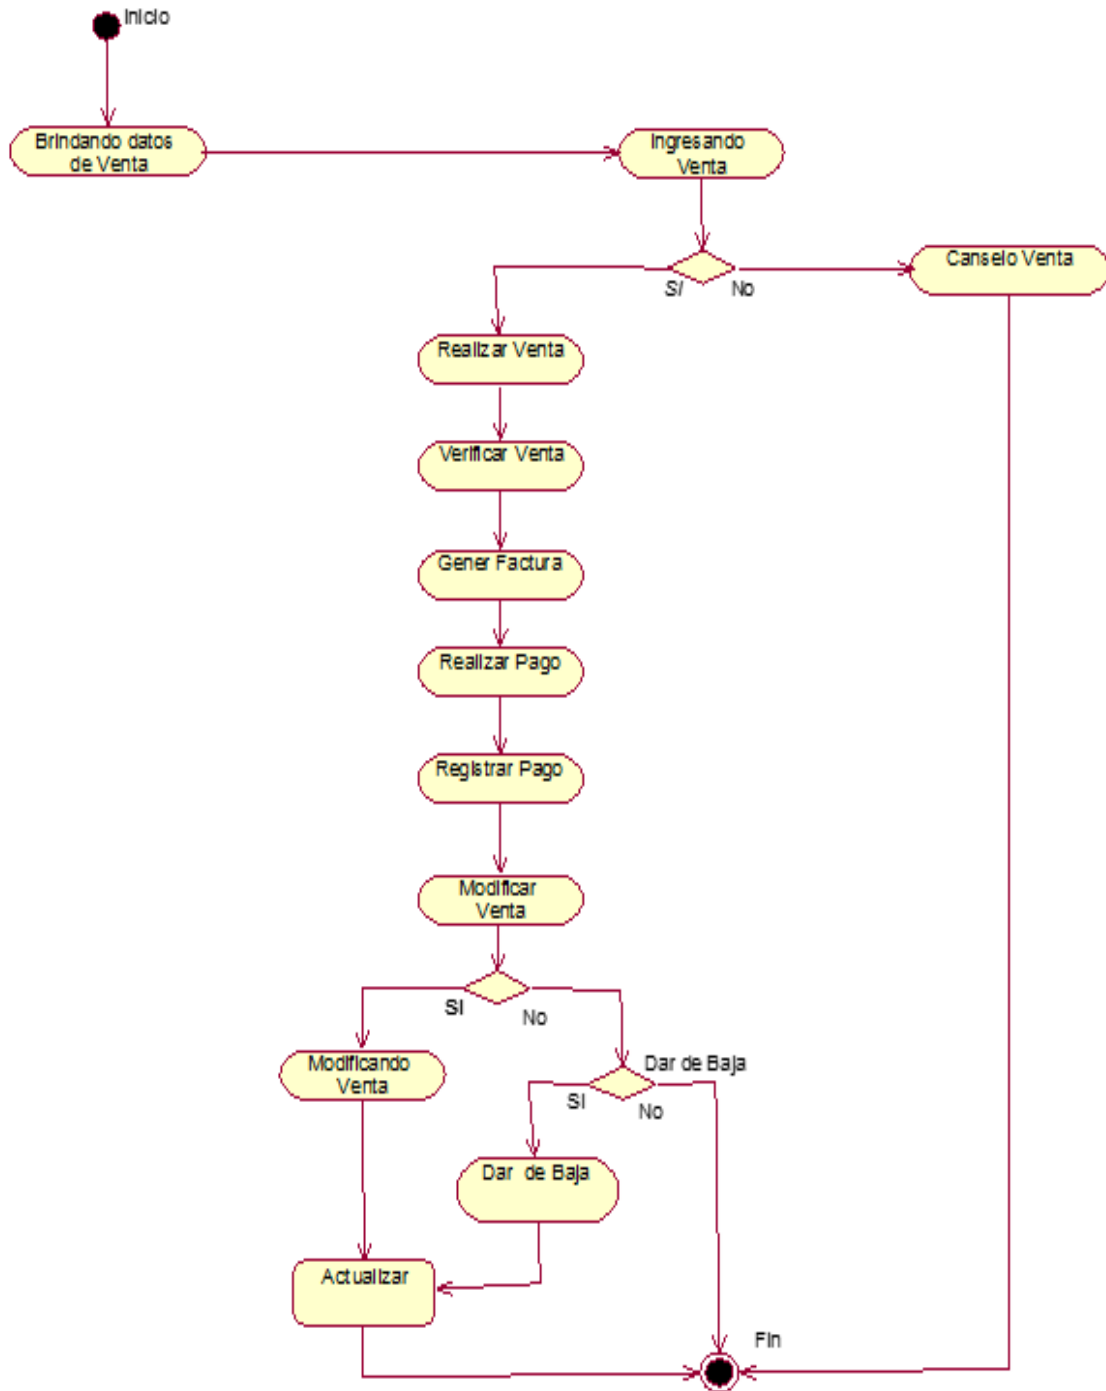 Inicio
Brindando datos
de Venta
Ingresando
Venta
Canselo Venta
SI
No
Realizar Venta
Verificar Venta
Gener Factura
Realizar Pago
Registrar Pago
Modificar
Venta
SI
No
Modificando
Venta
Dar de Baja
SI
No
Dar de Baja
Actualizar
Fin